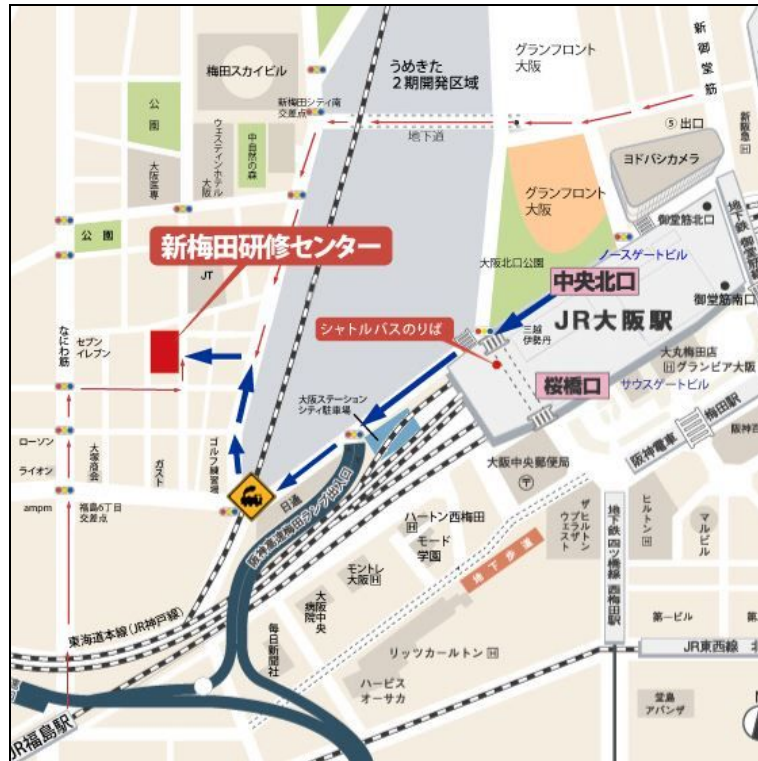 梅田スカイビル
うめきた
2期開発区域
グランフロント
大阪
新御堂筋
新梅田シティ南
交差点
地下道
⑤出口
新阪急H
ヨドバシカメラ
公園
大阪医専
ウェスティンホテル
大阪
中自然の森
グランフロント
大阪
御堂筋北口
地下鉄 御堂筋線
公園
新梅田研修センター
JT
大阪北口公園
ノースゲートビル
中央北口
JR大阪駅
御堂筋南口
なにわ筋
セブン
イレブン
シャトルバスのりば
三越
伊勢丹
大丸梅田店
Hグランビア大阪
桜橋口
サウスゲートビル
大阪ステーション
シティ駐車場
梅田駅
阪神電車
阪神百
ローソン
ライオン
ampm
大塚商会
ガスト
ゴルフ練習場
福島6丁目
交差点
日通
阪神高速梅田ランプ出入口
大阪中央郵便局
〒
ハートン西梅田
H
モード
学園
ザ・ヒルトン
プラザ
ウエスト
地下鉄 四ツ橋線 西梅田駅
ヒルトンH
マルビル
地下歩道
モントレ
大阪H
大阪中央
病院
毎日新聞社
東海道本線(JR神戸線)
リッツカールトンH
第一ビル
第
JR東西線 北
ハービス
オーサカ
堂島
アバンザ
JR福島駅
N